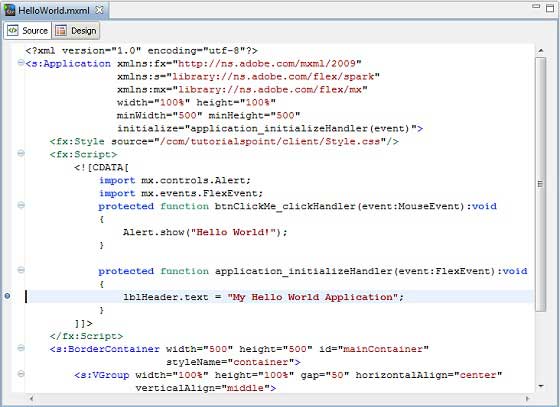 HelloWorld.mxml
Source Design
<?xml version="1.0" encoding="utf-8"?>
<s:Application xmlns:fx="http://ns.adobe.com/mxml/2009"
xmlns:s="library://ns.adobe.com/flex/spark"
xmlns:mx="library://ns.adobe.com/flex/mx"
width="100%" height="100%"
minWidth="500" minHeight="500"
initialize="application_initializeHandler(event)">
<fx:Style source="/com/tutorialspoint/client/Style.css"/>
<fx:Script>
<![CDATA[
import mx.controls.Alert;
import mx.events.FlexEvent;
protected function btnClickMe_clickHandler(event:MouseEvent):void
{
Alert.show("Hello World!");
}
protected function application_initializeHandler(event:FlexEvent):void
{
lblHeader.text = "My Hello World Application";
}
]]>
</fx:Script>
<s:BorderContainer width="500" height="500" id="mainContainer"
styleName="container">
<s:VGroup width="100%" height="100%" gap="50" horizontalAlign="center"
verticalAlign="middle">